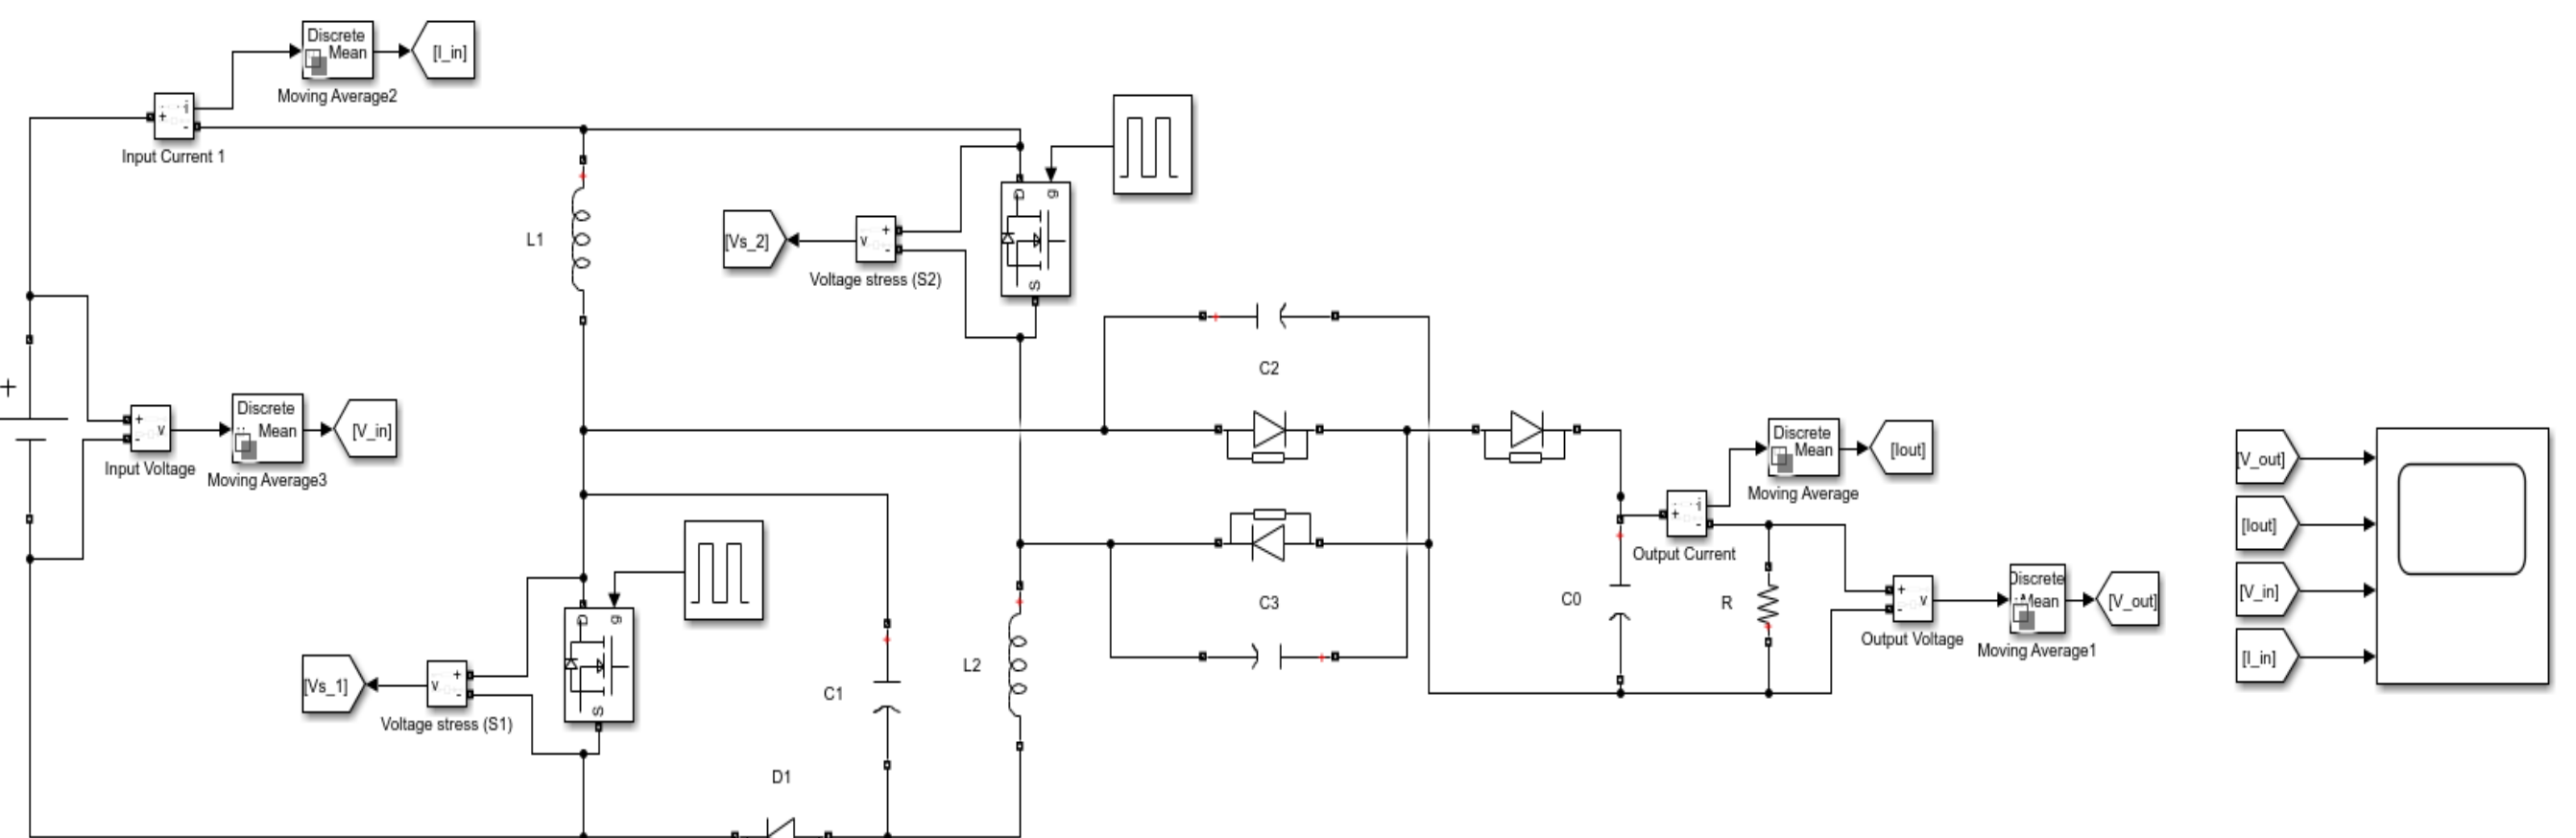 Discrete
Mean
[I_in]
Moving Average2
i
+
-
Input Current 1
g
D
S
[Vs_2]
v
+
-
Voltage stress (S2)
L1
C2
+
+
-
v
Input Voltage
Discrete
Mean
Moving Average3
[V_in]
Discrete
Mean
Moving Average
[Iout]
i
+
-
Output Current
[V_out]
[Iout]
[V_in]
[I_in]
g
D
S
[Vs_1]
v
+
-
Voltage stress (S1)
C1
L2
C3
C0
R
+
-
v
Output Voltage
Discrete
Mean
Moving Average1
[V_out]
D1